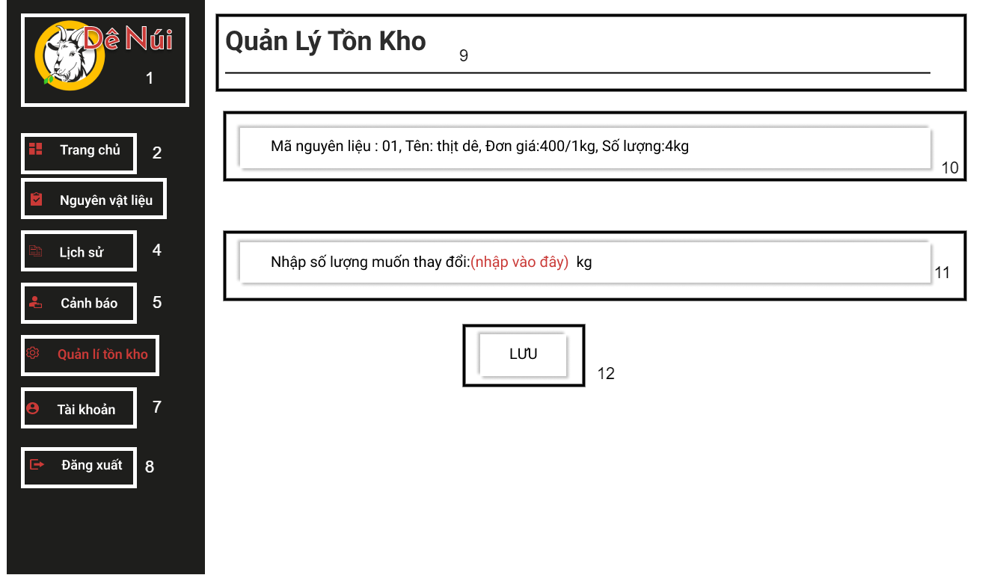 Dê Núi
1
Trang chủ 2
Nguyên vật liệu
Lịch sử 4
Cảnh báo 5
Quản lí tồn kho
Tài khoản 7
Đăng xuất 8
Quản Lý Tồn Kho
9
Mã nguyên liệu : 01, Tên: thịt dê, Đơn giá:400/1kg, Số lượng:4kg
10
Nhập số lượng muốn thay đổi:(nhập vào đây) kg
11
LƯU
12